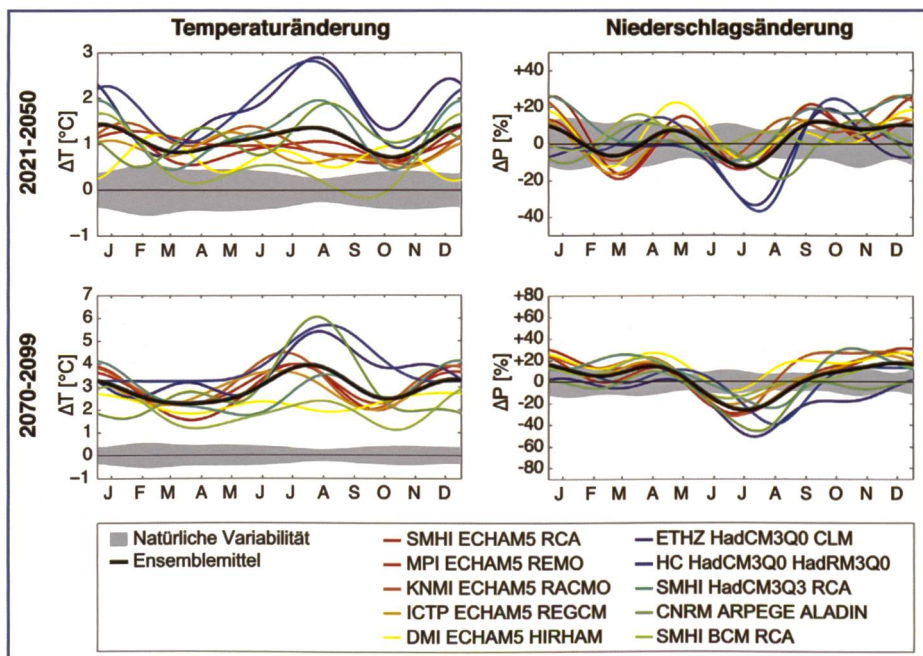 Temperaturänderung Niederschlagsänderung
2021-2050
ΔT [°C]
3
2
1
0
−1
J F M A M J J A S O N D
ΔP [%]
+40
+20
0
-20
-40
J F M A M J J A S O N D
2070-2099
ΔT [°C]
7
6
5
4
3
2
1
0
−1
J F M A M J J A S O N D
ΔP [%]
+80
+60
+40
+20
0
-20
-40
-60
-80
J F M A M J J A S O N D
Natürliche Variabilität
Ensemblemittel
SMHI ECHAM5 RCA
MPI ECHAM5 REMO
KNMI ECHAM5 RACMO
ICTP ECHAM5 REGCM
DMI ECHAM5 HIRHAM
ETHZ HadCM3Q0 CLM
HC HadCM3Q0 HadRM3Q0
SMHI HadCM3Q3 RCA
CNRM ARPEGE ALADIN
SMHI BCM RCA